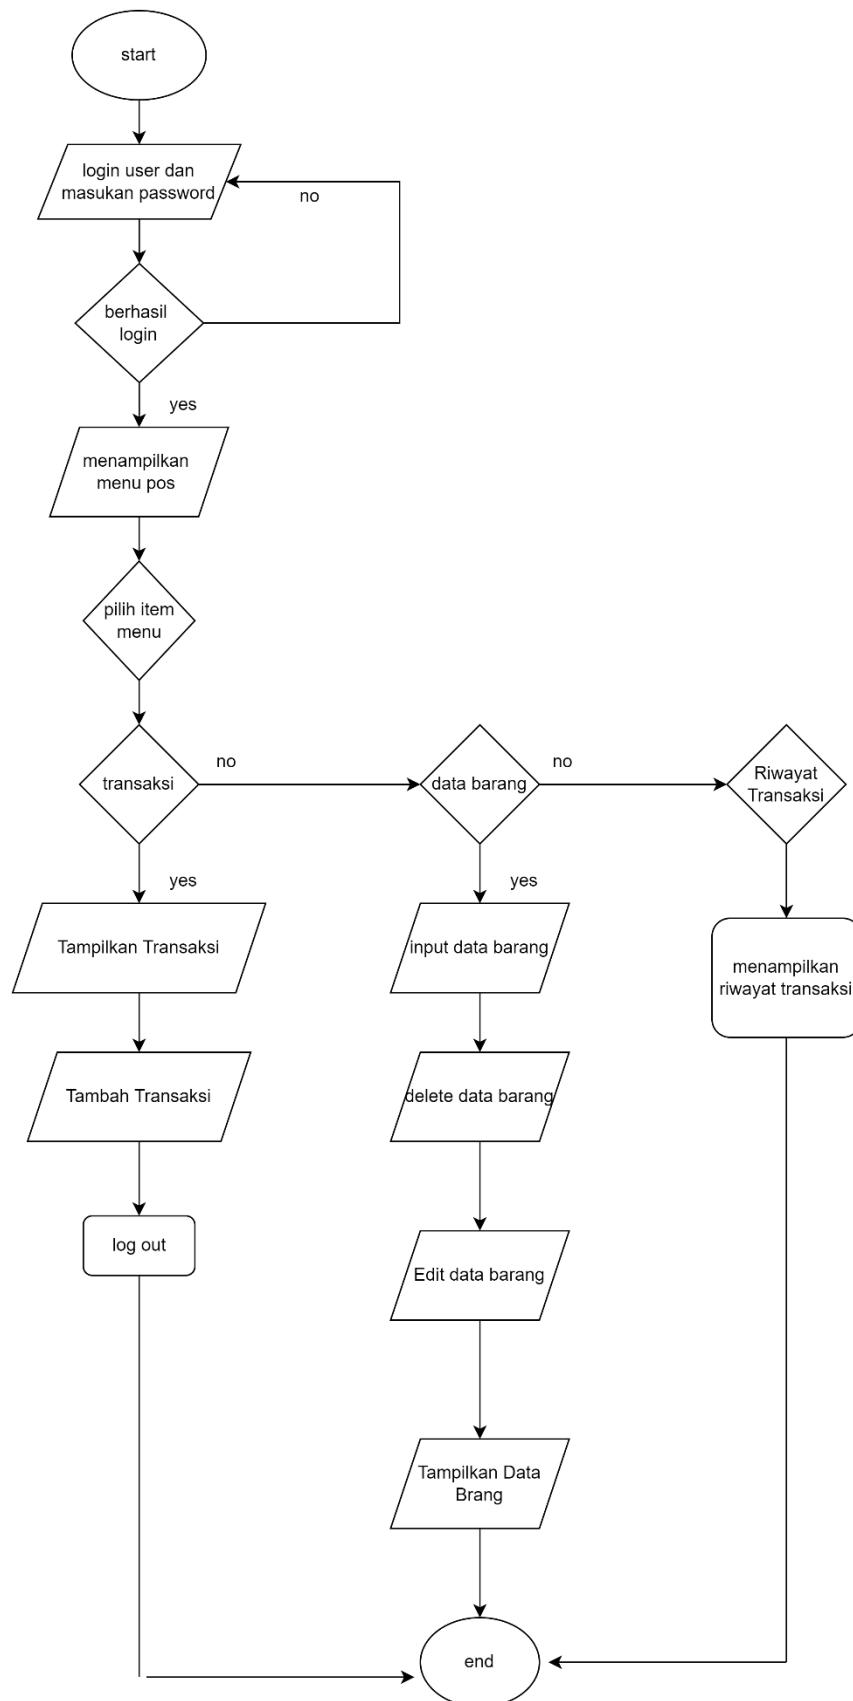 start
login user dan
masukan password
no
berhasil
login
yes
menampilkan
menu pos
pilih item
menu
transaksi
no
data barang
no
Riwayat
Transaksi
yes
yes
Tampilkan Transaksi
input data barang
menampilkan
riwayat transaksi
Tambah Transaksi
delete data barang
log out
Edit data barang
Tampilkan Data
Brang
end